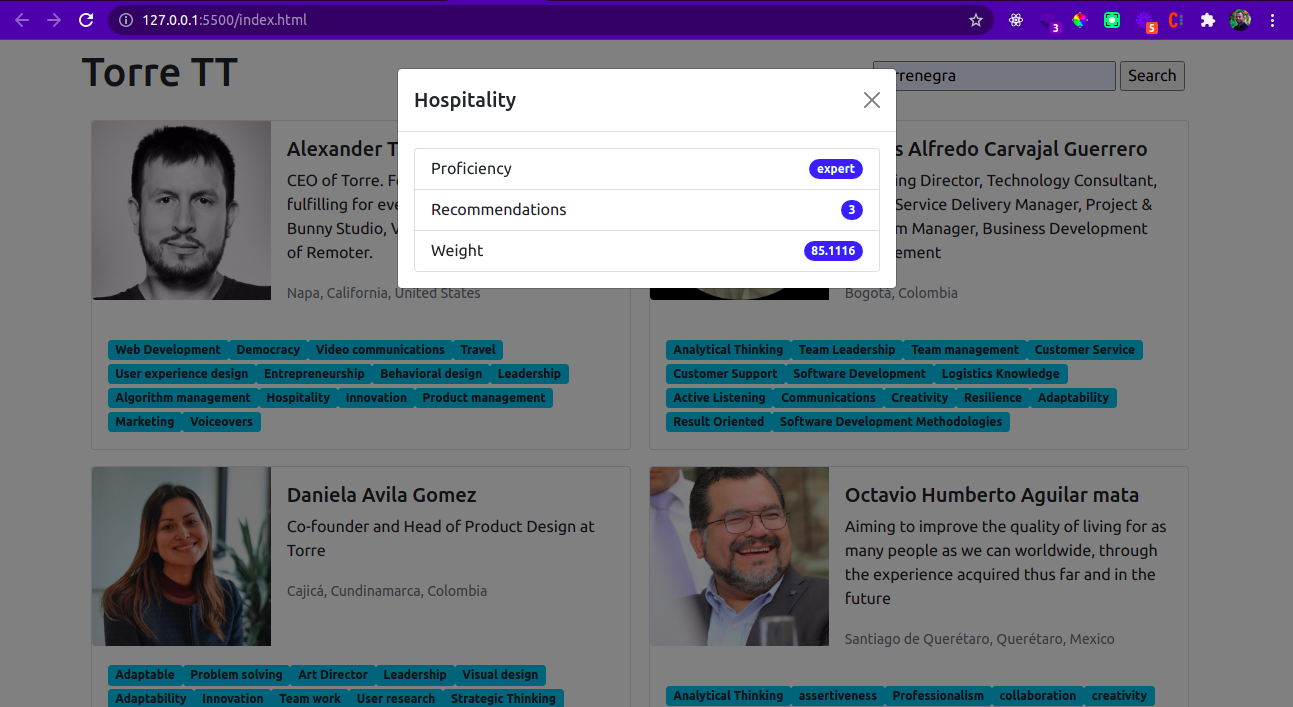 127.0.0.1:5500/index.html
3
5
Torre TT
rrenegra
Search
Hospitality
Proficiency
expert
Recommendations
3
Weight
85.1116
Alexander T
CEO of Torre. F
fulfilling for eve
Bunny Studio, V
of Remoter.
Napa, California, United States
Web Development Democracy Video communications Travel
User experience design Entrepreneurship Behavioral design Leadership
Algorithm management Hospitality Innovation Product management
Marketing Voiceovers
s Alfredo Carvajal Guerrero
ing Director, Technology Consultant,
Service Delivery Manager, Project &
m Manager, Business Development
ement
Bogotá, Colombia
Analytical Thinking Team Leadership Team management Customer Service
Customer Support Software Development Logistics Knowledge
Active Listening Communications Creativity Resilience Adaptability
Result Oriented Software Development Methodologies
Daniela Avila Gomez
Co-founder and Head of Product Design at
Torre
Cajicá, Cundinamarca, Colombia
Adaptable Problem solving Art Director Leadership Visual design
Adaptability Innovation Team work User research Strategic Thinking
Octavio Humberto Aguilar mata
Aiming to improve the quality of living for as
many people as we can worldwide, through
the experience acquired thus far and in the
future
Santiago de Querétaro, Querétaro, Mexico
Analytical Thinking assertiveness Professionalism collaboration creativity